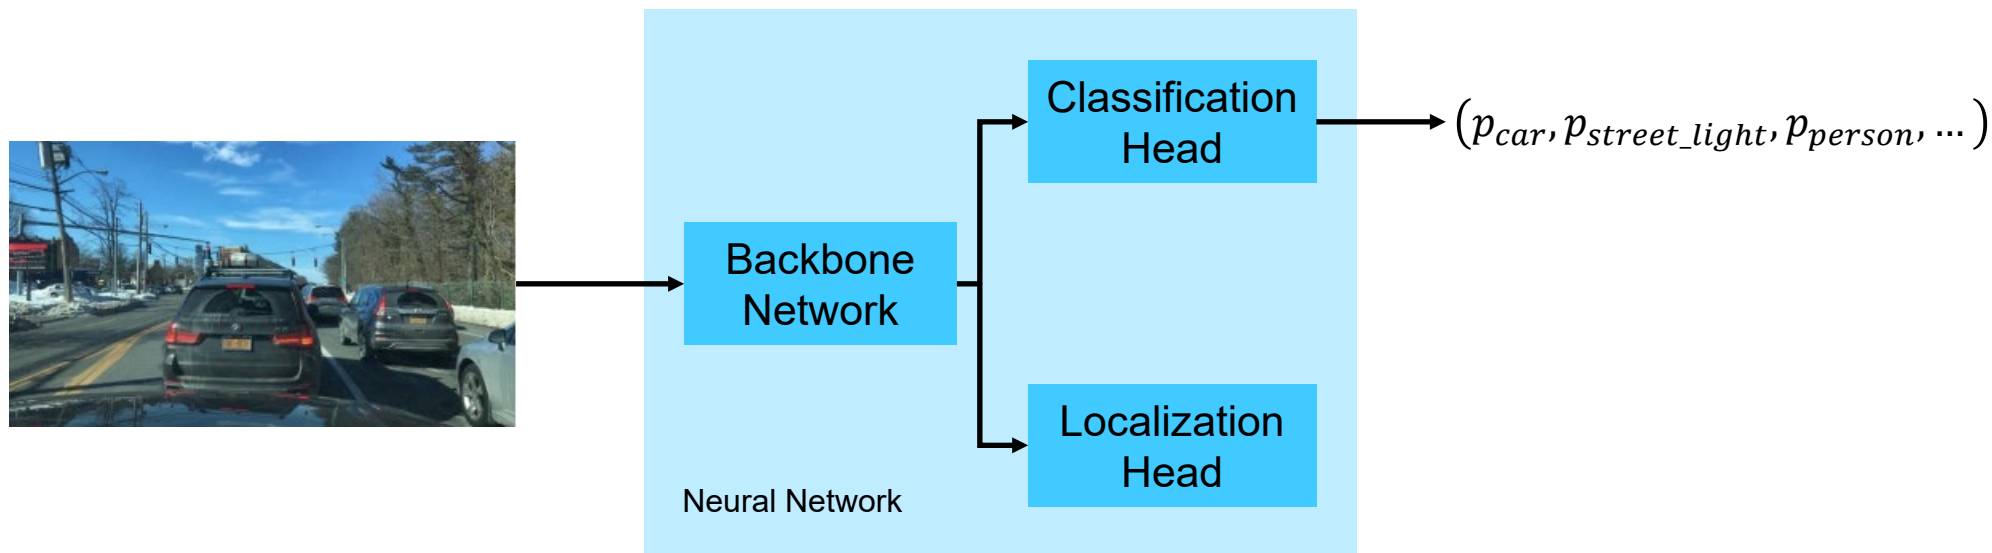 Classification
Head
(p_car, p_street_light, p_person, … )
Backbone
Network
Localization
Head
Neural Network